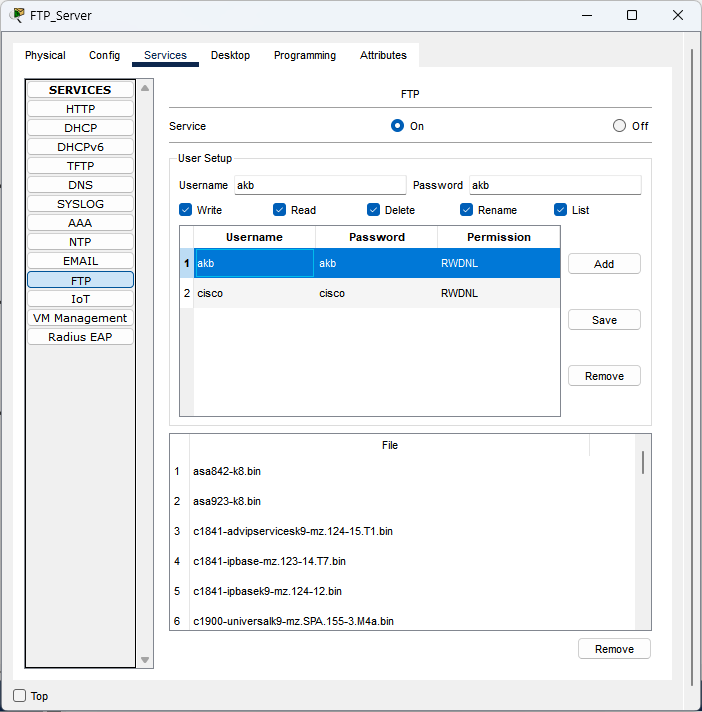 FTP_Server
Physical Config Services Desktop Programming Attributes
SERVICES
HTTP
DHCP
DHCPv6
TFTP
DNS
SYSLOG
AAA
NTP
EMAIL
FTP
IoT
VM Management
Radius EAP
FTP
Service On Off
User Setup
Username akb Password akb
Write Read Delete Rename List
Username Password Permission
1 akb akb RWDNL
2 cisco cisco RWDNL
Add
Save
Remove
File
1 asa842-k8.bin
2 asa923-k8.bin
3 c1841-advipservicesk9-mz.124-15.T1.bin
4 c1841-ipbase-mz.123-14.T7.bin
5 c1841-ipbasek9-mz.124-12.bin
6 c1900-universalk9-mz.SPA.155-3.M4a.bin
Remove
Top